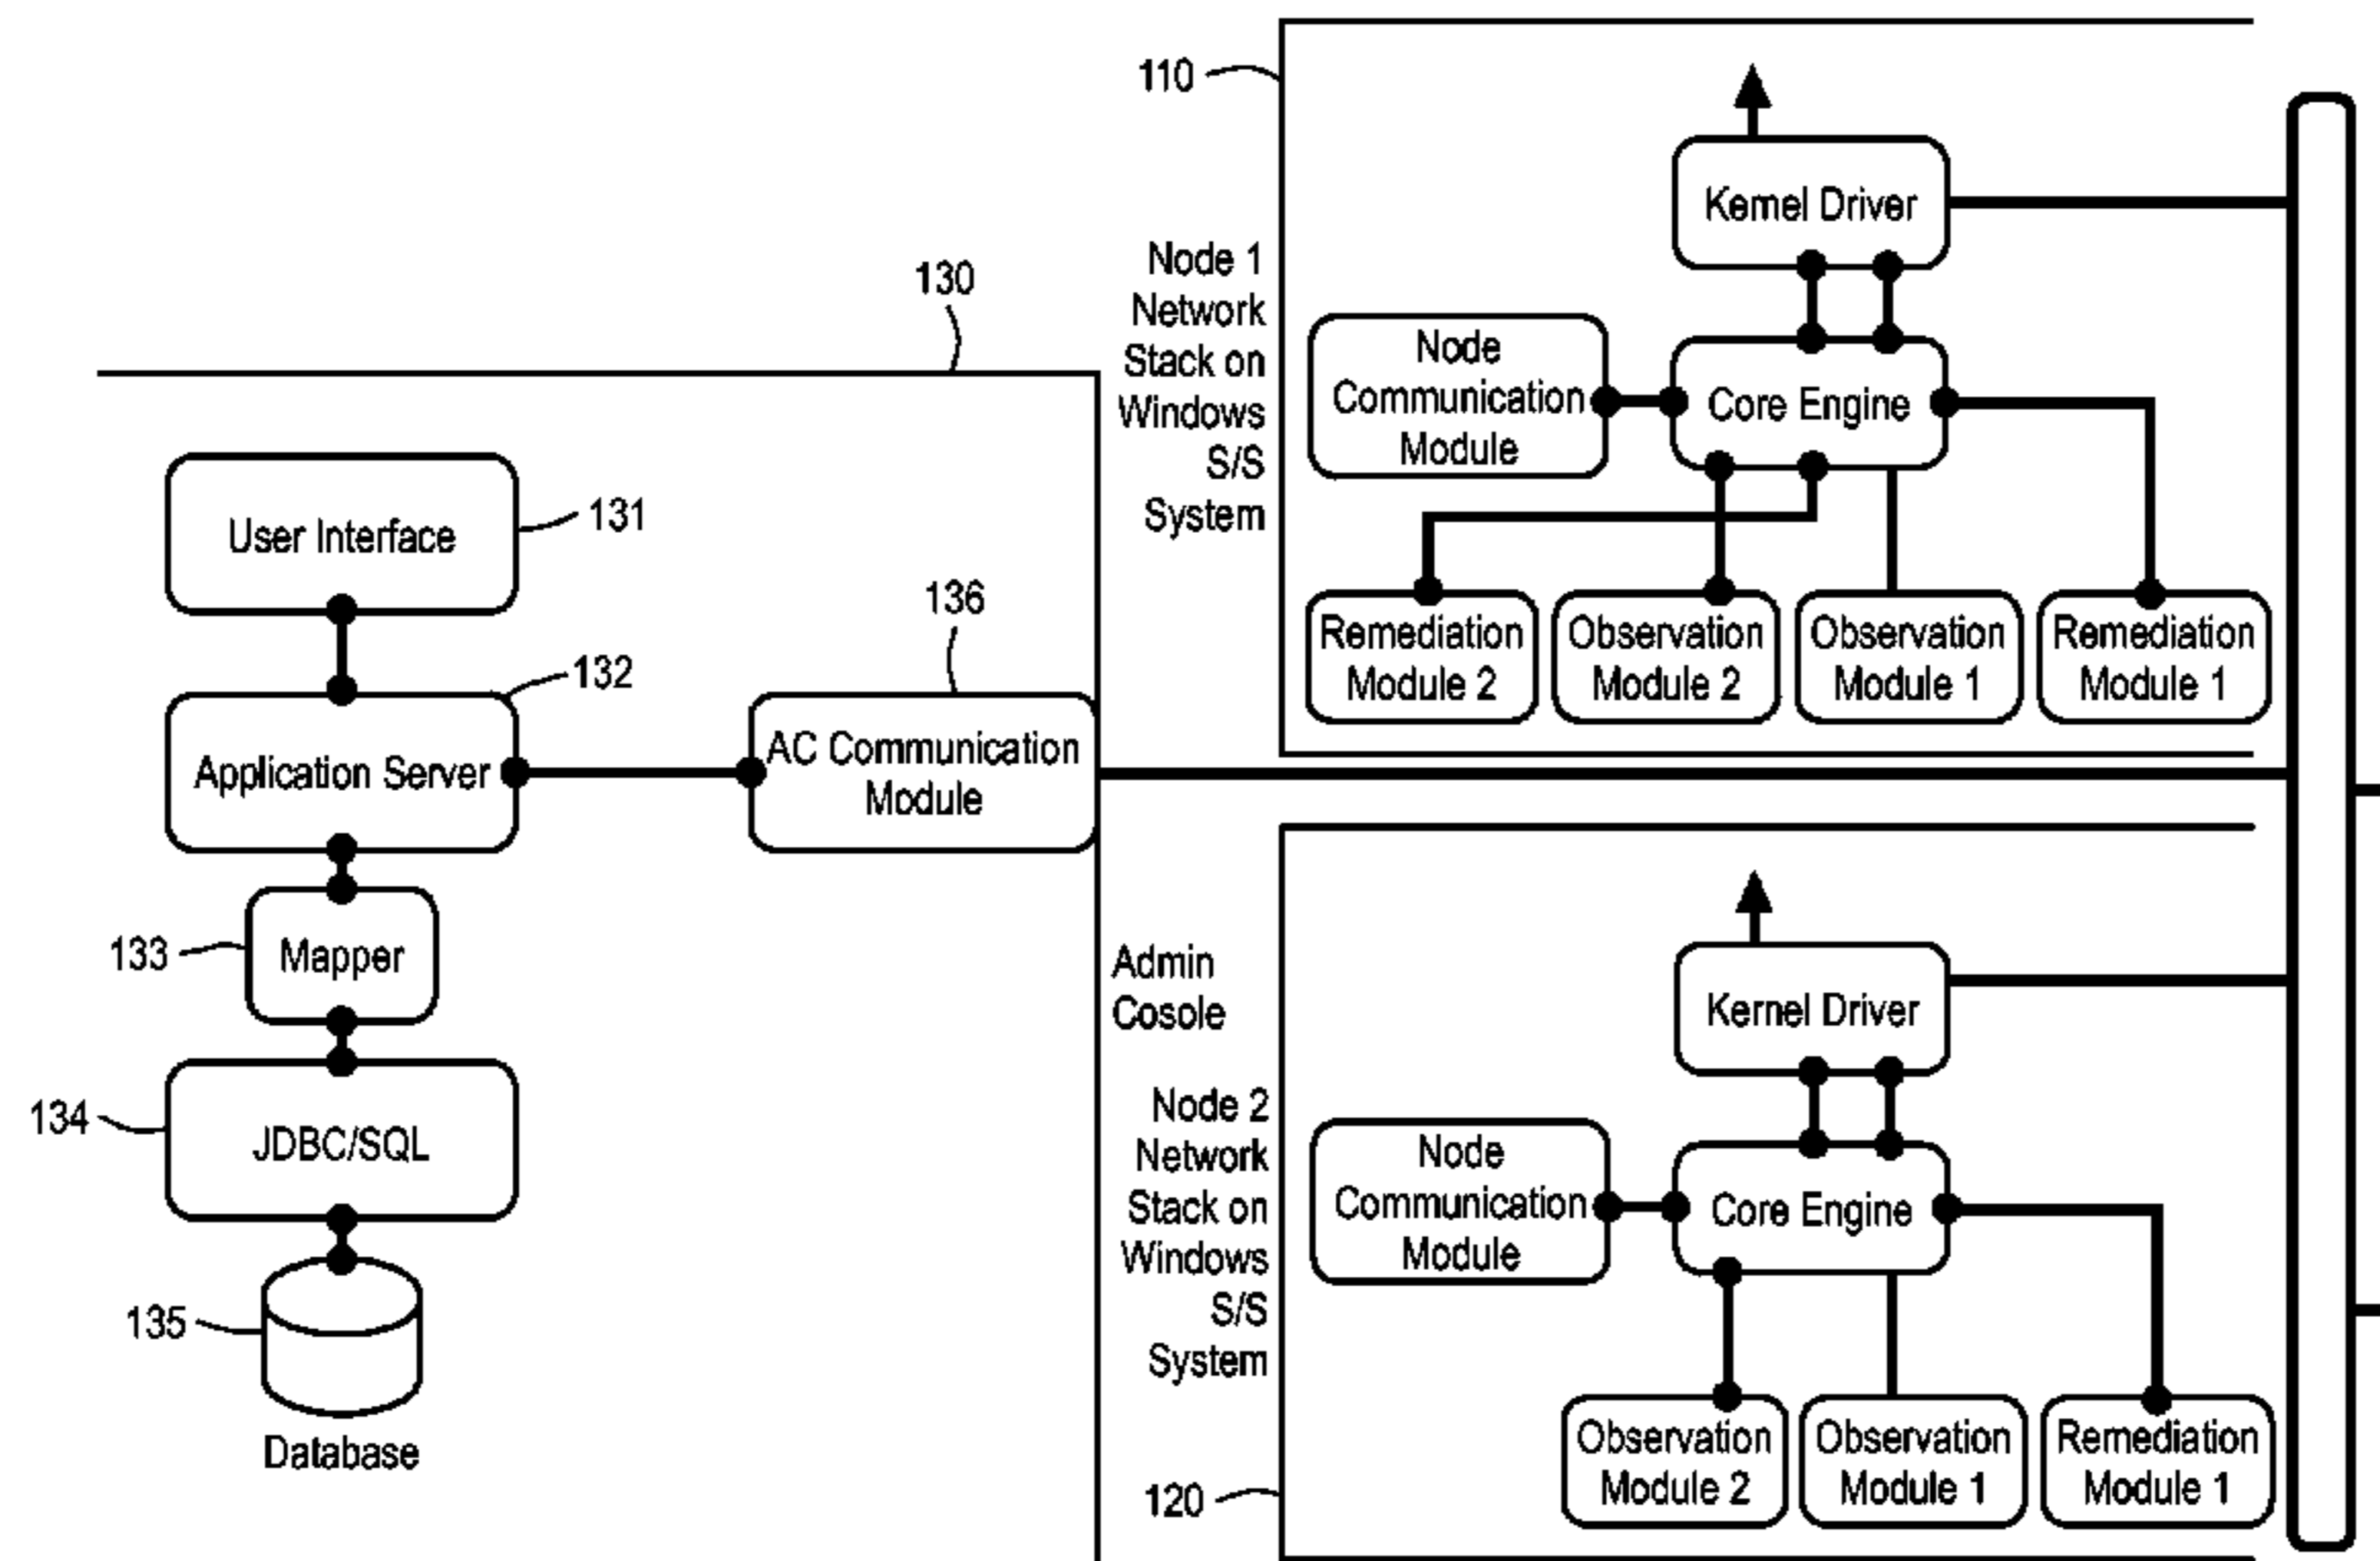 110
Kernel Driver
Node 1
Network
Stack on
Windows
S/S
System
Node
Communication
Module
Core Engine
Remediation
Module 2
Observation
Module 2
Observation
Module 1
Remediation
Module 1
130
User Interface
131
136
132
Application Server
AC Communication
Module
133
Mapper
134
JDBC/SQL
135
Database
Admin
Cosole
Kernel Driver
Node 2
Network
Stack on
Windows
S/S
System
Node
Communication
Module
Core Engine
Observation
Module 2
Observation
Module 1
Remediation
Module 1
120